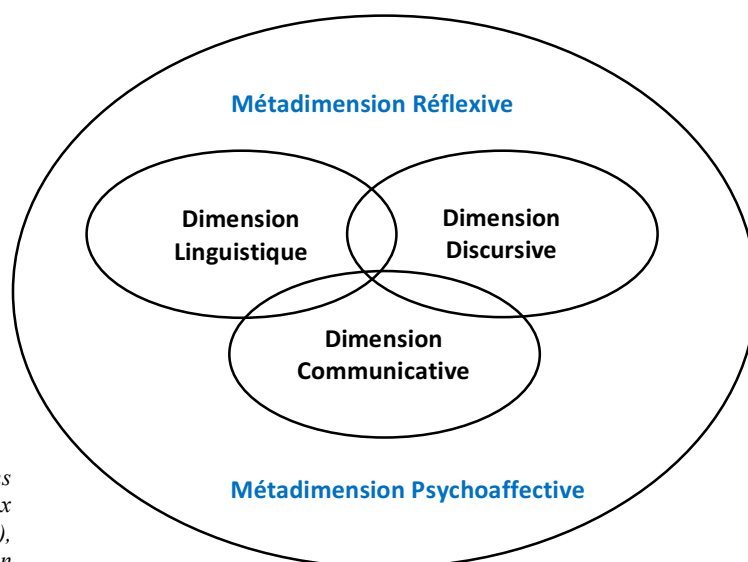 Métadimension Réflexive
Dimension
Linguistique
Dimension
Discursive
Dimension
Communicative
Métadimension Psychoaffective